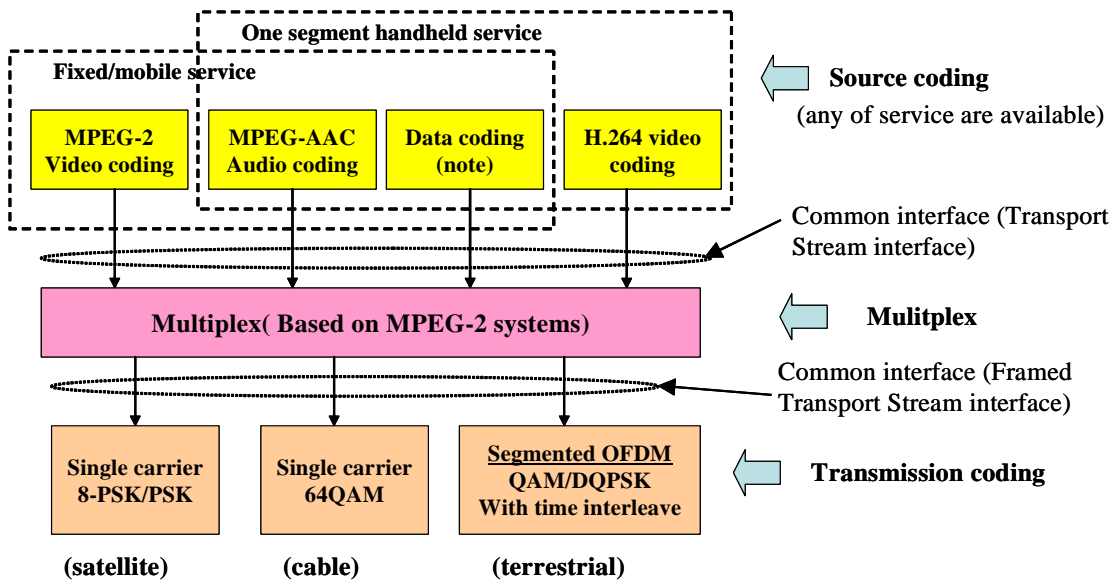 One segment handheld service
Fixed/mobile service
Source coding
(any of service are available)
MPEG-2
Video coding
MPEG-AAC
Audio coding
Data coding
(note)
H.264 video
coding
Common interface (Transport
Stream interface)
Multiplex( Based on MPEG-2 systems)
Mulitplex
Common interface (Framed
Transport Stream interface)
Single carrier
8-PSK/PSK
Single carrier
64QAM
Segmented OFDM
QAM/DQPSK
With time interleave
Transmission coding
(satellite)
(cable)
(terrestrial)